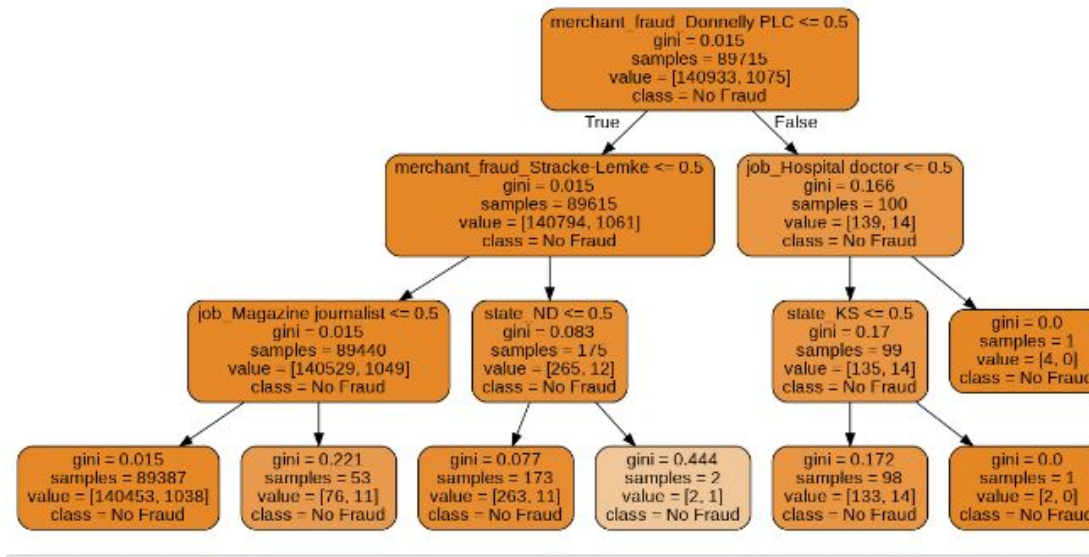 merchant_fraud_Donnelly PLC <= 0.5
gini = 0.015
samples = 89715
value = [140933, 1075]
class = No Fraud
True
False
merchant_fraud_Stracke-Lemke <= 0.5
gini = 0.015
samples = 89615
value = [140794, 1061]
class = No Fraud
job_Hospital doctor <= 0.5
gini = 0.166
samples = 100
value = [139, 14]
class = No Fraud
job_Magazine journalist <= 0.5
gini = 0.015
samples = 89440
value = [140529, 1049]
class = No Fraud
state_ND <= 0.5
gini = 0.083
samples = 175
value = [265, 12]
class = No Fraud
state_KS <= 0.5
gini = 0.17
samples = 99
value = [135, 14]
class = No Fraud
gini = 0.0
samples = 1
value = [4, 0]
class = No Fraud
gini = 0.015
samples = 89387
value = [140453, 1038]
class = No Fraud
gini = 0.221
samples = 53
value = [76, 11]
class = No Fraud
gini = 0.077
samples = 173
value = [263, 11]
class = No Fraud
gini = 0.444
samples = 2
value = [2, 1]
class = No Fraud
gini = 0.172
samples = 98
value = [133, 14]
class = No Fraud
gini = 0.0
samples = 1
value = [2, 0]
class = No Fraud